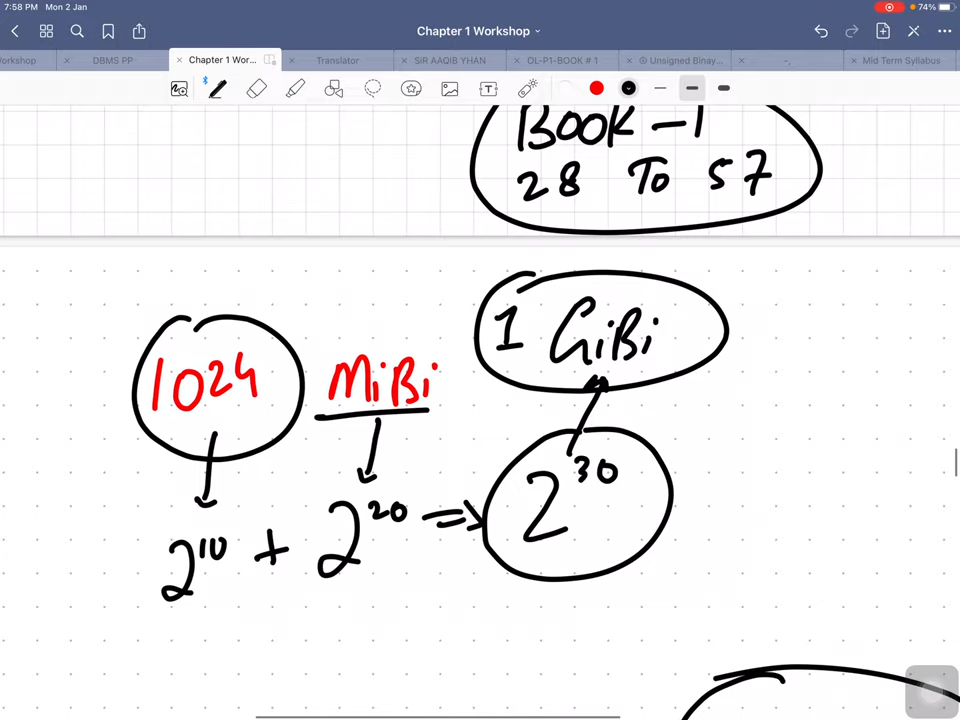 7:58 PM Mon 2 Jan
74%
Chapter 1 Workshop
orkshop
DBMS PP
Chapter 1 Wor...
Translator
SIR AAQIB YHAN
OL-P1-BOOK # 1
Unsigned Binay...
Mid Term Syllabus
BOOK - 1
28 To 57
1 GiBi
1024 MiBi
2^30
2^10 + 2^20 =>